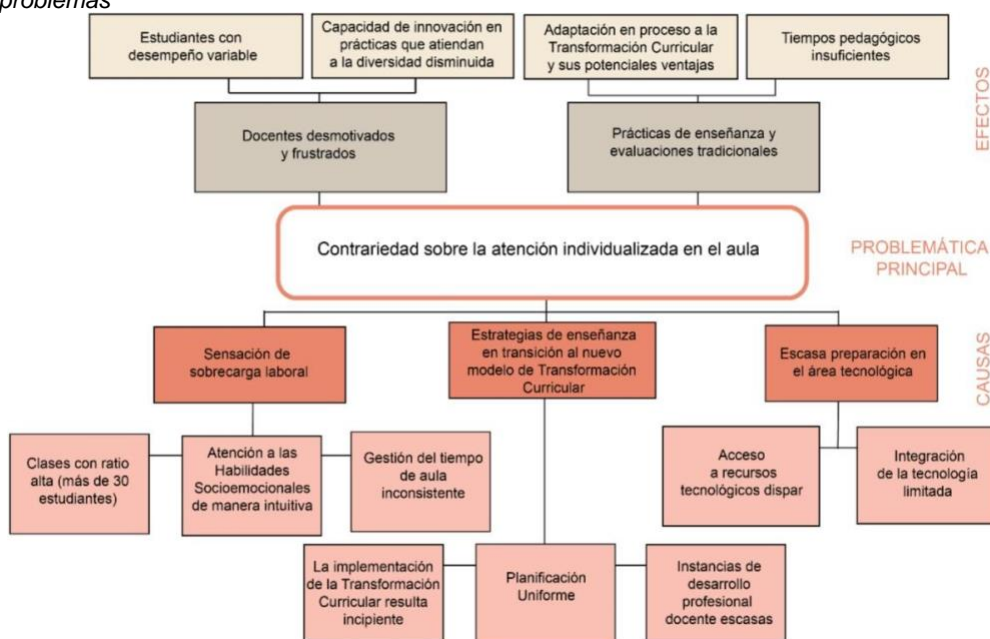 problemas
Estudiantes con
desempeño variable
Capacidad de innovación en
prácticas que atiendan
a la diversidad disminuida
Adaptación en proceso a la
Transformación Curricular
y sus potenciales ventajas
Tiempos pedagógicos
insuficientes
EFECTOS
Docentes desmotivados
y frustrados
Prácticas de enseñanza y
evaluaciones tradicionales
Contrariedad sobre la atención individualizada en el aula
PROBLEMÁTICA
PRINCIPAL
Sensación de
sobrecarga laboral
Estrategias de enseñanza
en transición al nuevo
modelo de Transformación
Curricular
Escasa preparación en
el área tecnológica
CAUSAS
Clases con ratio
alta (más de 30
estudiantes)
Atención a las
Habilidades
Socioemocionales
de manera intuitiva
Gestión del tiempo
de aula
inconsistente
Acceso
a recursos
tecnológicos dispar
Integración
de la tecnología
limitada
La implementación
de la Transformación
Curricular resulta
incipiente
Planificación
Uniforme
Instancias de
desarrollo
profesional
docente escasas